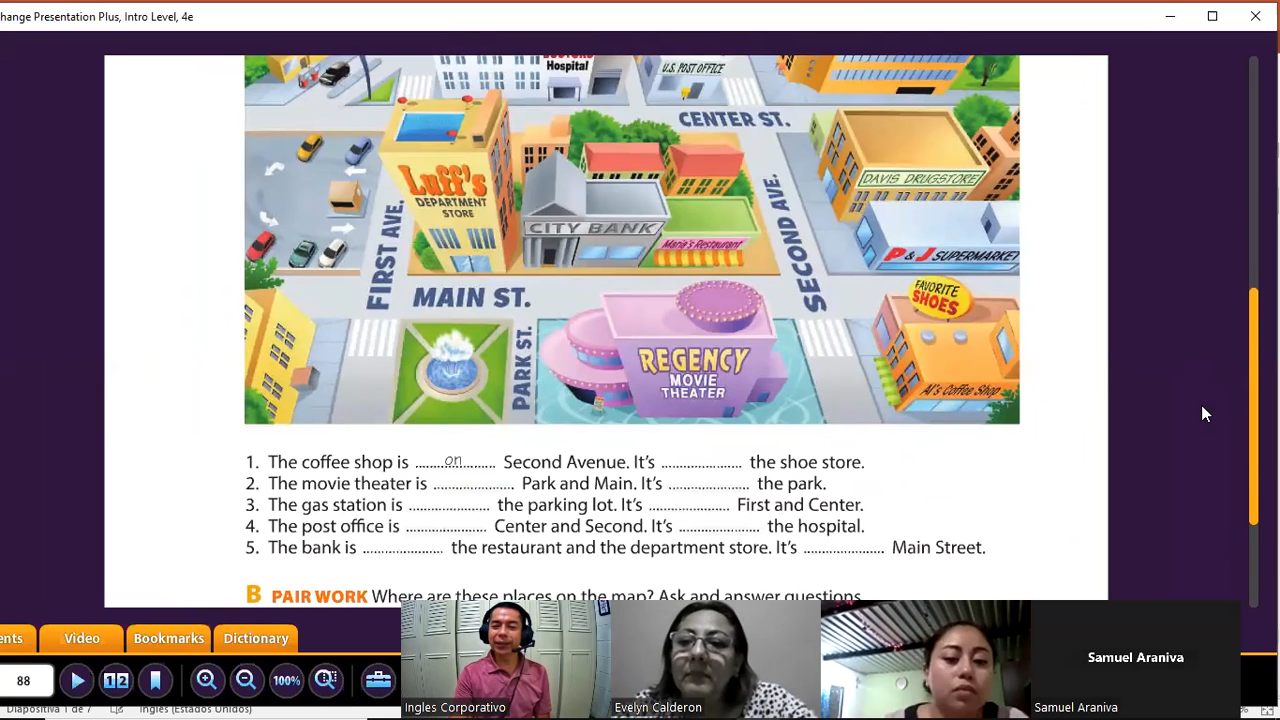 hange Presentation Plus, Intro Level, 4e
Hospital
U.S. POST OFFICE
CENTER ST.
Luff's
DEPARTMENT
STORE
DAVIS DRUGSTORE
FIRST AVE.
CITY BANK
Maria's Restaurant
SECOND AVE.
P & J SUPERMARKET
MAIN ST.
FAVORITE
SHOES
PARK ST.
REGENCY
MOVIE
THEATER
Al's Coffee Shop
1. The coffee shop is ........on........ Second Avenue. It's ..................... the shoe store.
2. The movie theater is ..................... Park and Main. It's ..................... the park.
3. The gas station is ..................... the parking lot. It's ..................... First and Center.
4. The post office is ..................... Center and Second. It's ..................... the hospital.
5. The bank is ..................... the restaurant and the department store. It's ..................... Main Street.
B PAIR WORK Where are these places on the map? Ask and answer questions.
ents Video Bookmarks Dictionary
88 12 100%
Diapositiva 1 de 7 Inglés (Estados Unidos)
Ingles Corporativo
Evelyn Calderon
Samuel Araniva
Samuel Araniva